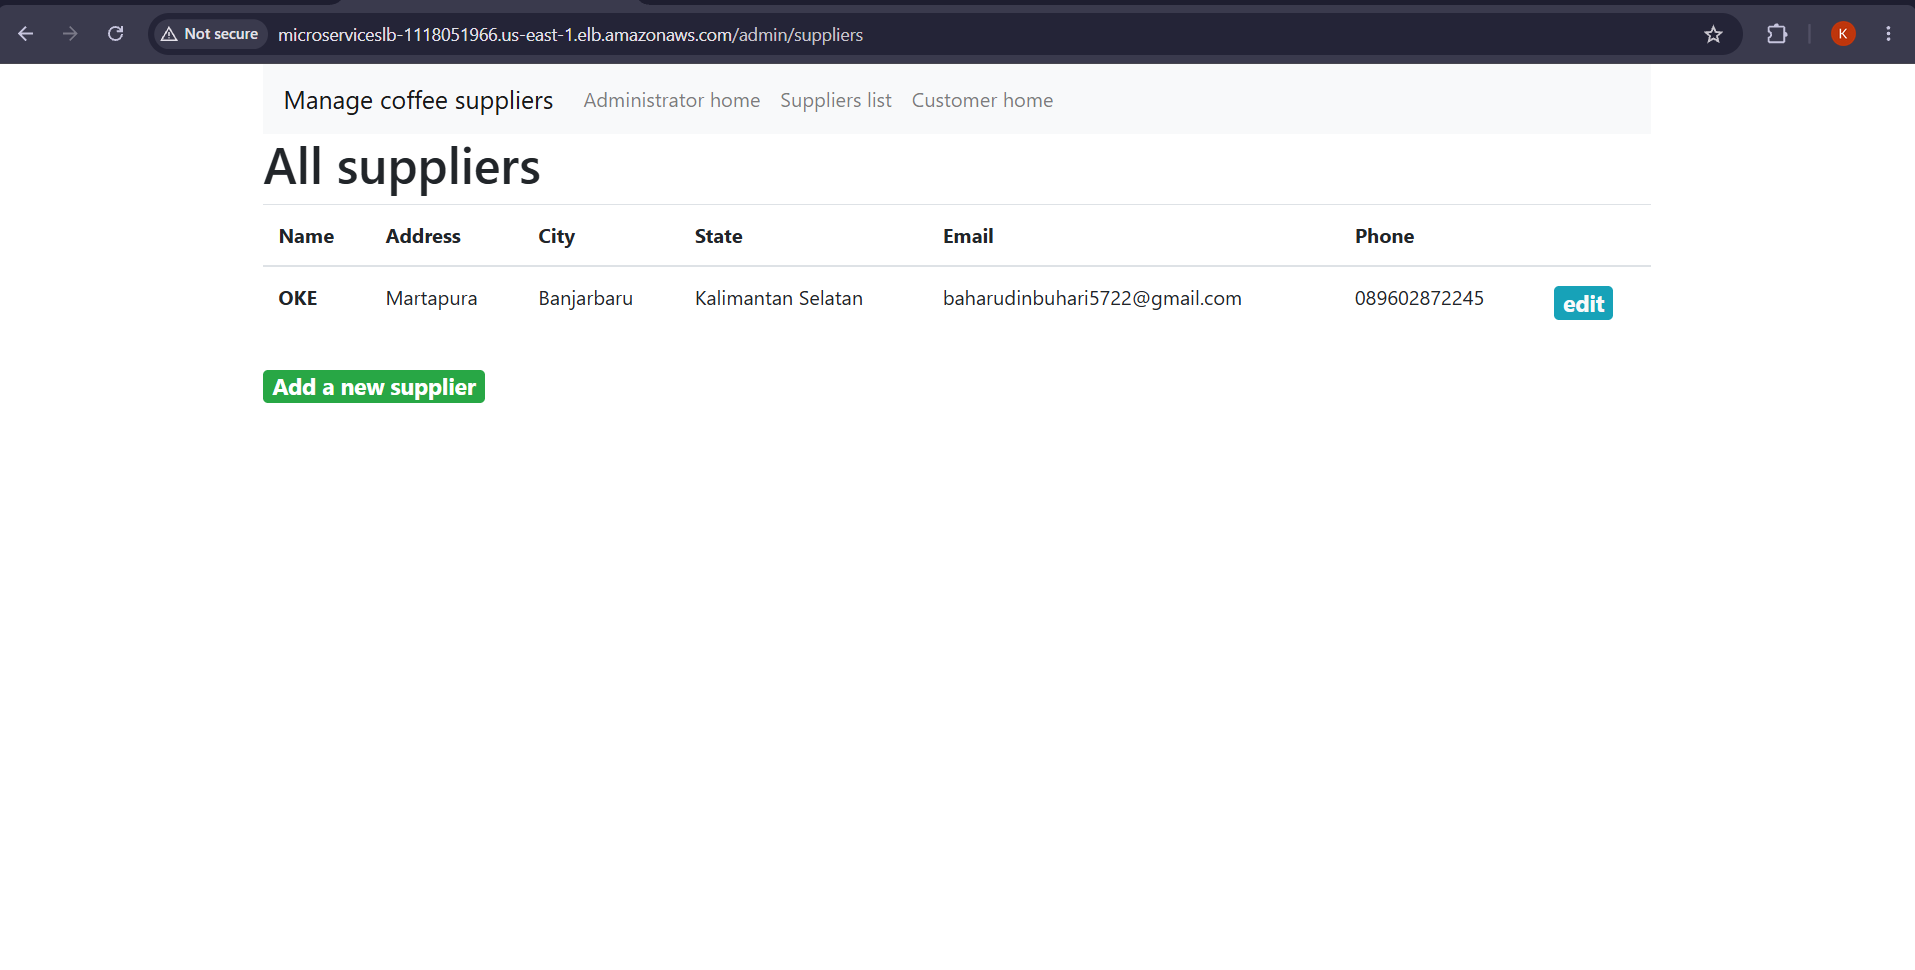 Not secure microserviceslb-1118051966.us-east-1.elb.amazonaws.com/admin/suppliers K
Manage coffee suppliers Administrator home Suppliers list Customer home
All suppliers
Name Address City State Email Phone
OKE Martapura Banjarbaru Kalimantan Selatan baharudinbuhari5722@gmail.com 089602872245 edit
Add a new supplier